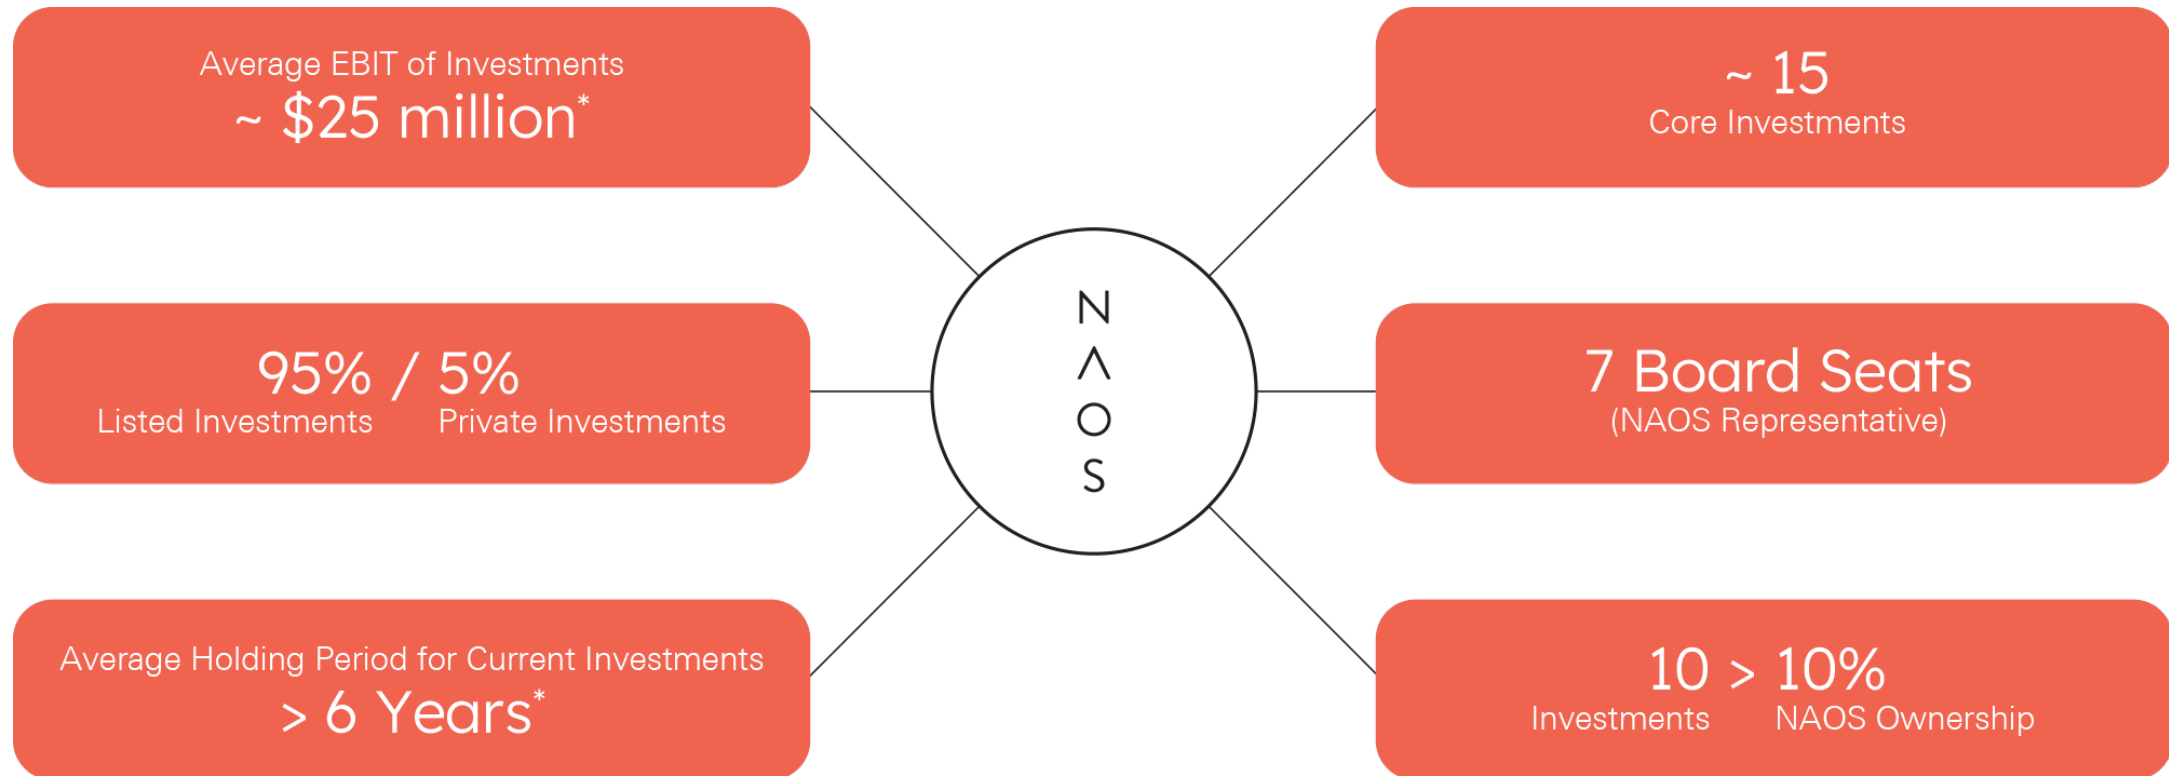 Average EBIT of Investments
~ $25 million*
95% / 5%
Listed Investments Private Investments
Average Holding Period for Current Investments
> 6 Years*
N
Λ
O
S
~ 15
Core Investments
7 Board Seats
(NAOS Representative)
10 > 10%
Investments NAOS Ownership